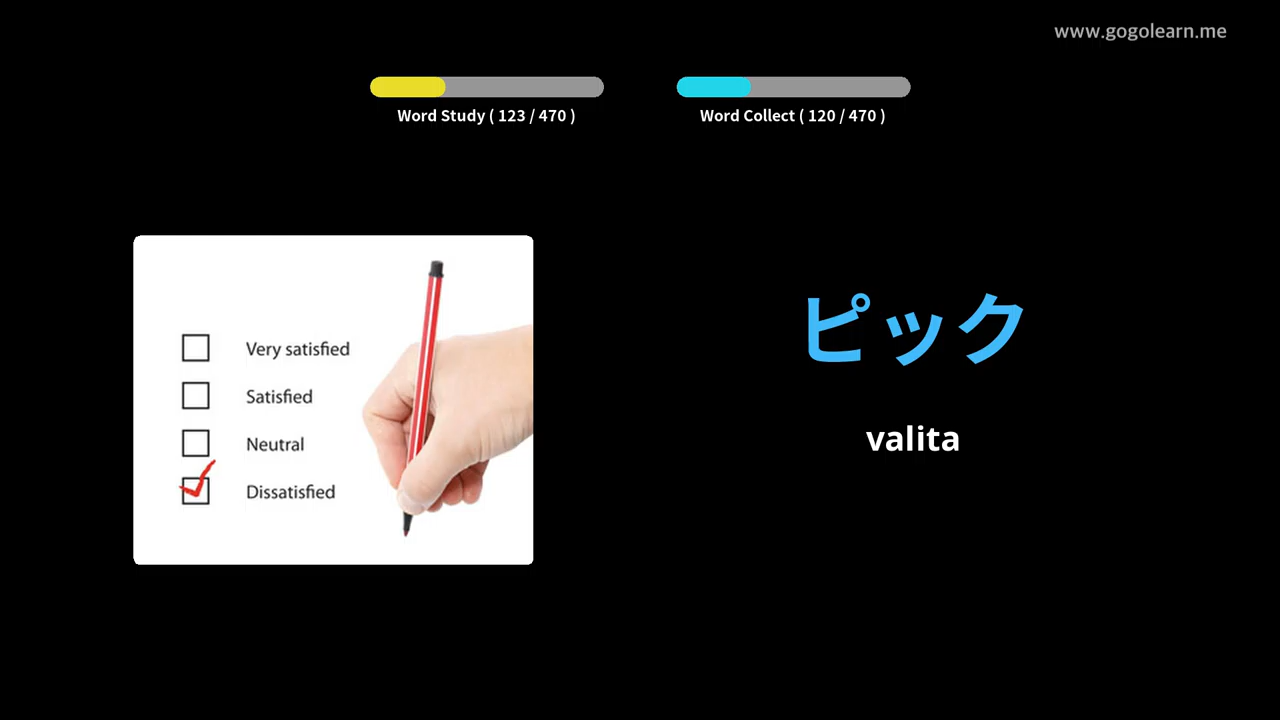 www.gogolearn.me
Word Study ( 123 / 470 )
Word Collect ( 120 / 470 )
Very satisfied
Satisfied
Neutral
Dissatisfied
ピック
valita